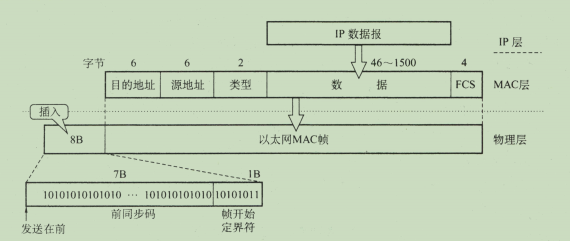 IP 数据报
IP 层
字节 6 6 2 46～1500 4
目的地址 源地址 类型 数 据 FCS MAC层
插入
8B 以太网MAC帧 物理层
7B 1B
10101010101010 … 101010101010 10101011
前同步码 帧开始
定界符
发送在前